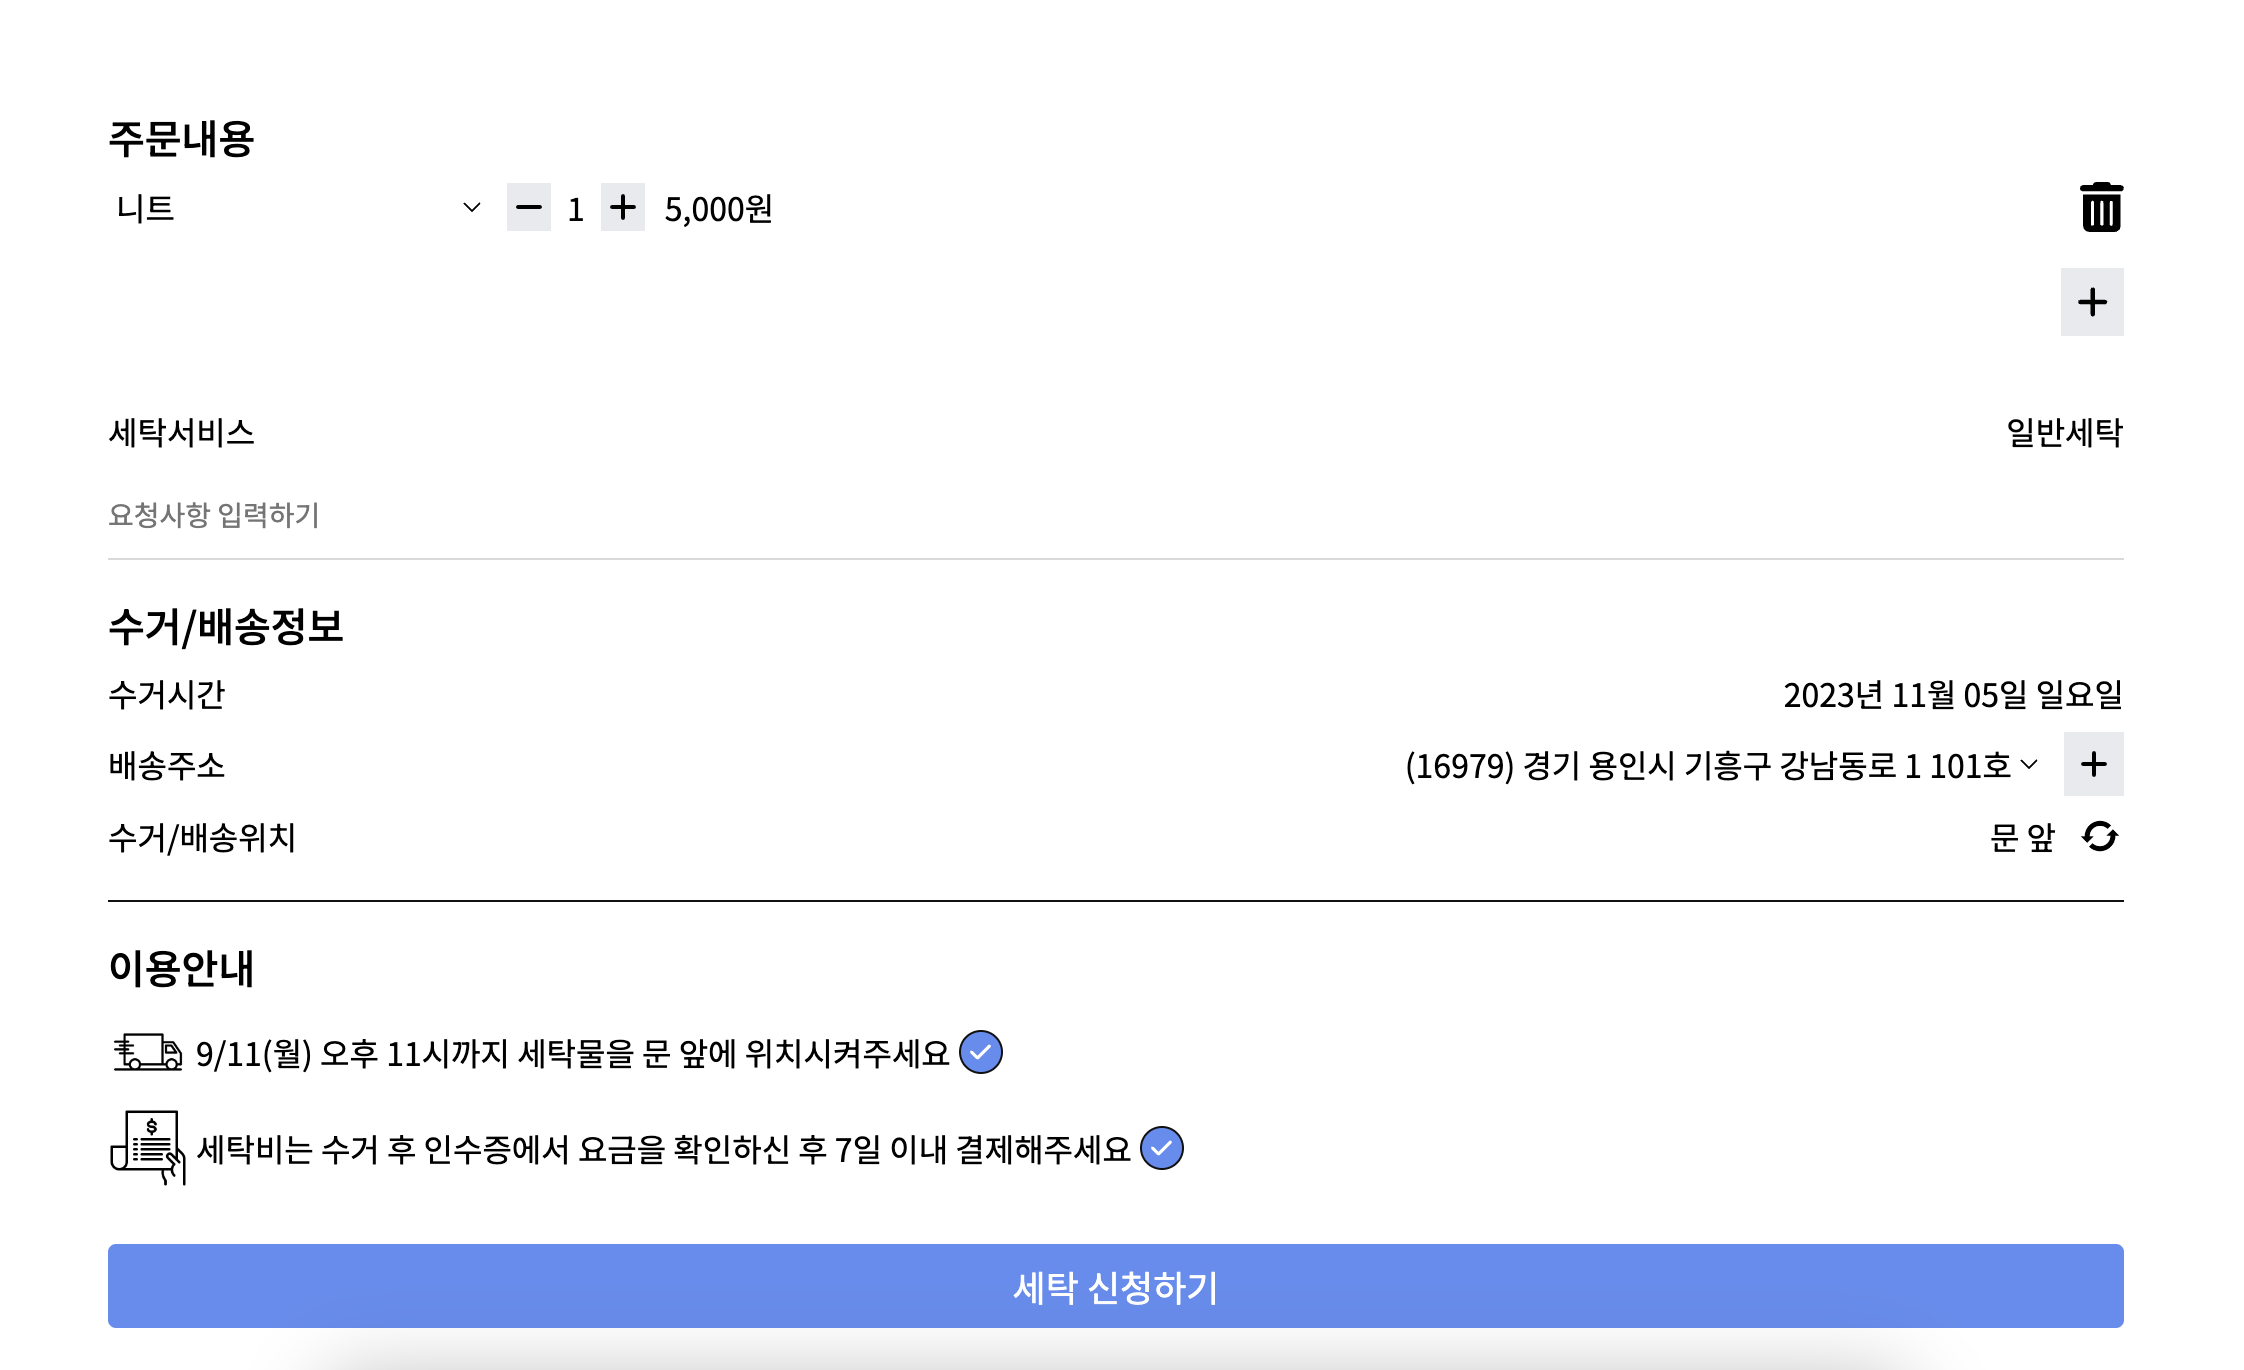 주문내용
니트 1 5,000원
세탁서비스 일반세탁
요청사항 입력하기
수거/배송정보
수거시간 2023년 11월 05일 일요일
배송주소 (16979) 경기 용인시 기흥구 강남동로 1 101호
수거/배송위치 문 앞
이용안내
9/11(월) 오후 11시까지 세탁물을 문 앞에 위치시켜주세요
$
세탁비는 수거 후 인수증에서 요금을 확인하신 후 7일 이내 결제해주세요
세탁 신청하기